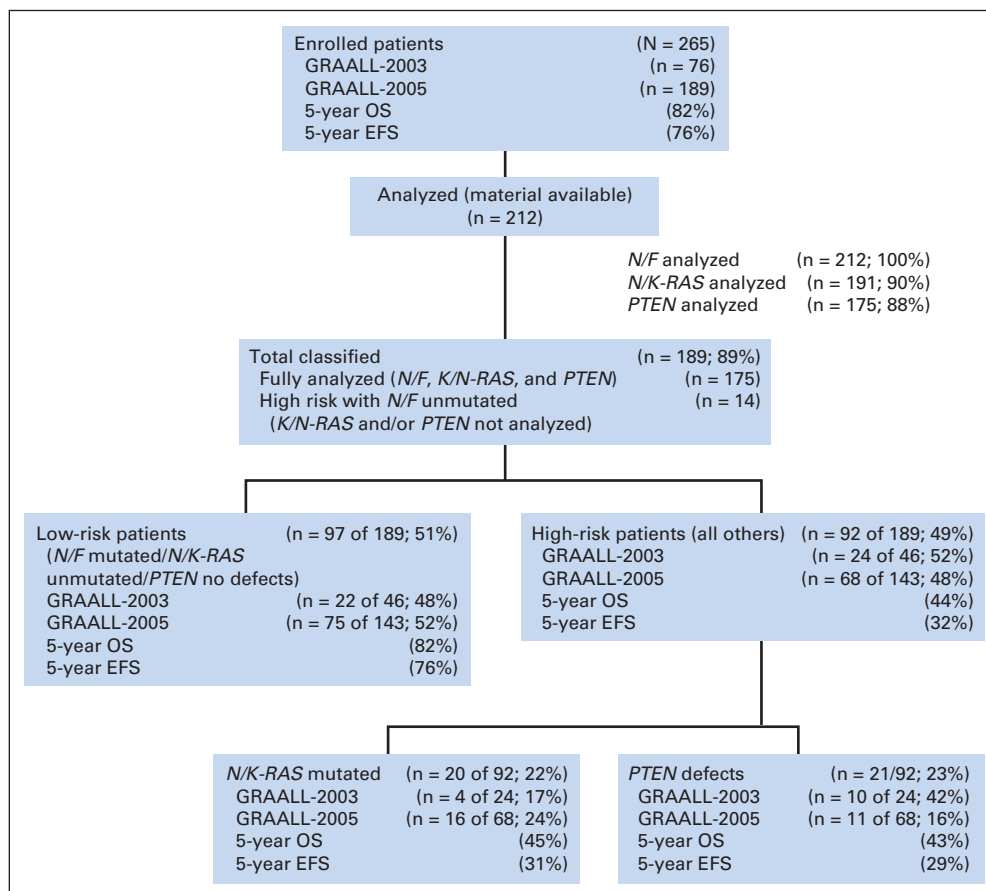 Enrolled patients (N = 265)
GRAALL-2003 (n = 76)
GRAALL-2005 (n = 189)
5-year OS (82%)
5-year EFS (76%)
Analyzed (material available)
(n = 212)
N/F analyzed (n = 212; 100%)
N/K-RAS analyzed (n = 191; 90%)
PTEN analyzed (n = 175; 88%)
Total classified (n = 189; 89%)
Fully analyzed (N/F, K/N-RAS, and PTEN) (n = 175)
High risk with N/F unmutated (n = 14)
(K/N-RAS and/or PTEN not analyzed)
Low-risk patients (n = 97 of 189; 51%)
(N/F mutated/N/K-RAS
unmutated/PTEN no defects)
GRAALL-2003 (n = 22 of 46; 48%)
GRAALL-2005 (n = 75 of 143; 52%)
5-year OS (82%)
5-year EFS (76%)
High-risk patients (all others) (n = 92 of 189; 49%)
GRAALL-2003 (n = 24 of 46; 52%)
GRAALL-2005 (n = 68 of 143; 48%)
5-year OS (44%)
5-year EFS (32%)
N/K-RAS mutated (n = 20 of 92; 22%)
GRAALL-2003 (n = 4 of 24; 17%)
GRAALL-2005 (n = 16 of 68; 24%)
5-year OS (45%)
5-year EFS (31%)
PTEN defects (n = 21/92; 23%)
GRAALL-2003 (n = 10 of 24; 42%)
GRAALL-2005 (n = 11 of 68; 16%)
5-year OS (43%)
5-year EFS (29%)